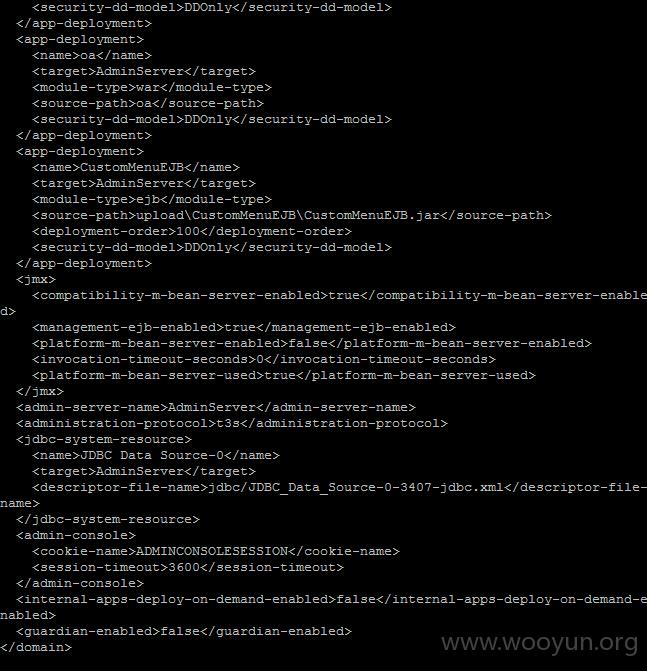 <security-dd-model>DDOnly</security-dd-model>
</app-deployment>
<app-deployment>
<name>oa</name>
<target>AdminServer</target>
<module-type>war</module-type>
<source-path>oa</source-path>
<security-dd-model>DDOnly</security-dd-model>
</app-deployment>
<app-deployment>
<name>CustomMenuEJB</name>
<target>AdminServer</target>
<module-type>ejb</module-type>
<source-path>upload\CustomMenuEJB\CustomMenuEJB.jar</source-path>
<deployment-order>100</deployment-order>
<security-dd-model>DDOnly</security-dd-model>
</app-deployment>
<jmx>
<compatibility-m-bean-server-enabled>true</compatibility-m-bean-server-enable
d>
<management-ejb-enabled>true</management-ejb-enabled>
<platform-m-bean-server-enabled>false</platform-m-bean-server-enabled>
<invocation-timeout-seconds>0</invocation-timeout-seconds>
<platform-m-bean-server-used>true</platform-m-bean-server-used>
</jmx>
<admin-server-name>AdminServer</admin-server-name>
<administration-protocol>t3s</administration-protocol>
<jdbc-system-resource>
<name>JDBC Data Source-0</name>
<target>AdminServer</target>
<descriptor-file-name>jdbc/JDBC_Data_Source-0-3407-jdbc.xml</descriptor-file-
name>
</jdbc-system-resource>
<admin-console>
<cookie-name>ADMINCONSOLESESSION</cookie-name>
<session-timeout>3600</session-timeout>
</admin-console>
<internal-apps-deploy-on-demand-enabled>false</internal-apps-deploy-on-demand-e
nabled>
<guardian-enabled>false</guardian-enabled>
</domain>
www.wooyun.org